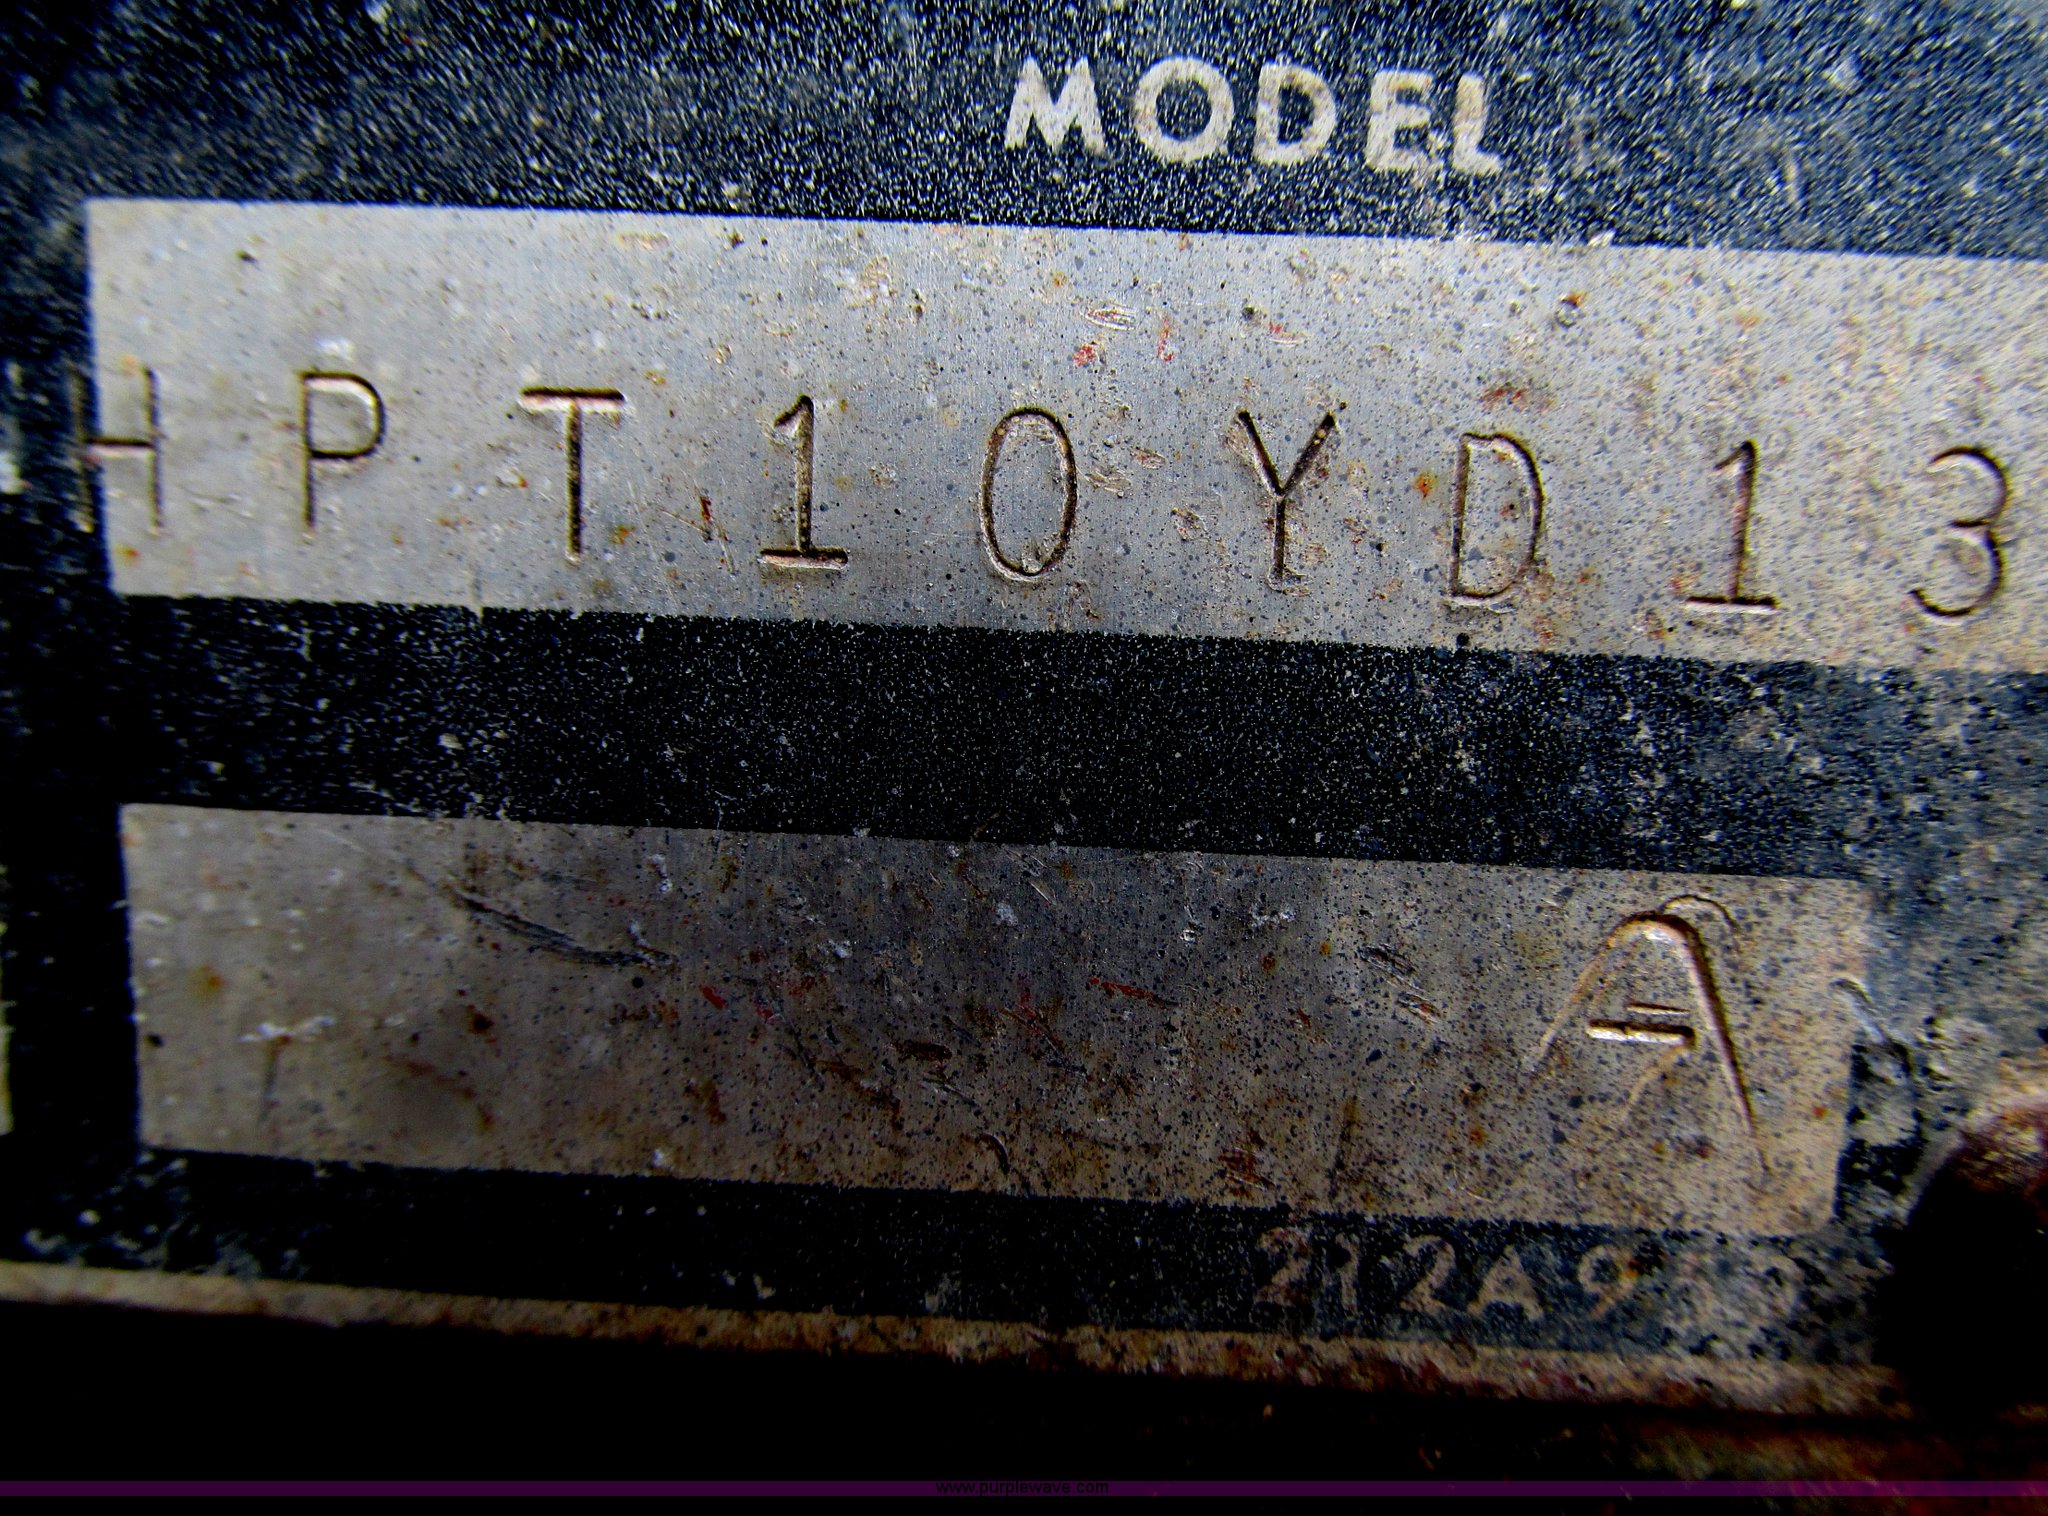 MODEL
HPT10YD13
A
www.purplewave.com